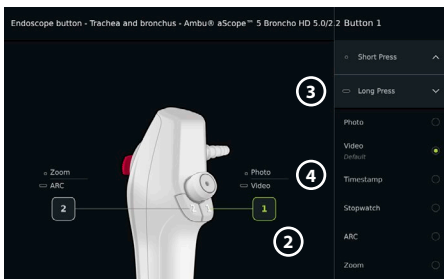 Endoscope button - Trachea and bronchus - Ambu® aScope™ 5 Broncho HD 5.0/2.2
Button 1
Short Press
3
Long Press
Photo
Video
Default
Zoom
ARC
Photo
Video
4
Timestamp
2
1
Stopwatch
2
ARC
Zoom